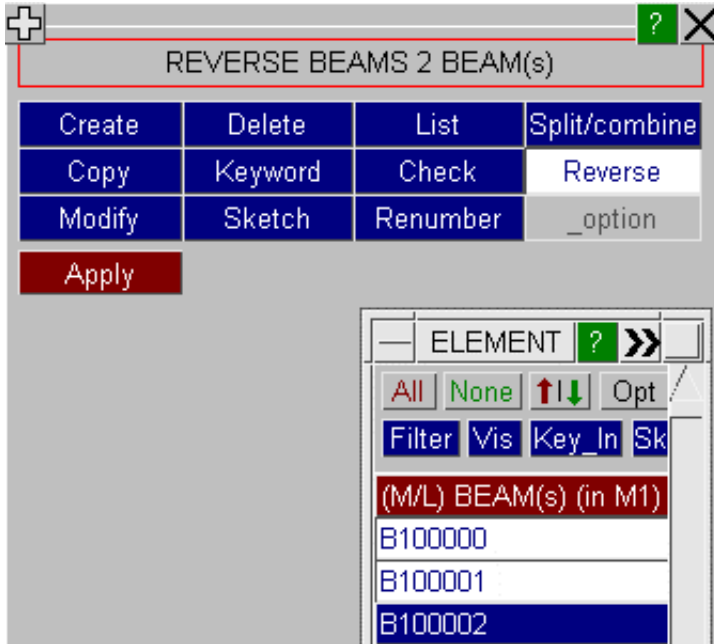 ?
REVERSE BEAMS 2 BEAM(s)
Create Delete List Split/combine
Copy Keyword Check Reverse
Modify Sketch Renumber _option
Apply
ELEMENT ?
All None Opt
Filter Vis Key_In Sk
(M/L) BEAM(s) (in M1)
B100000
B100001
B100002